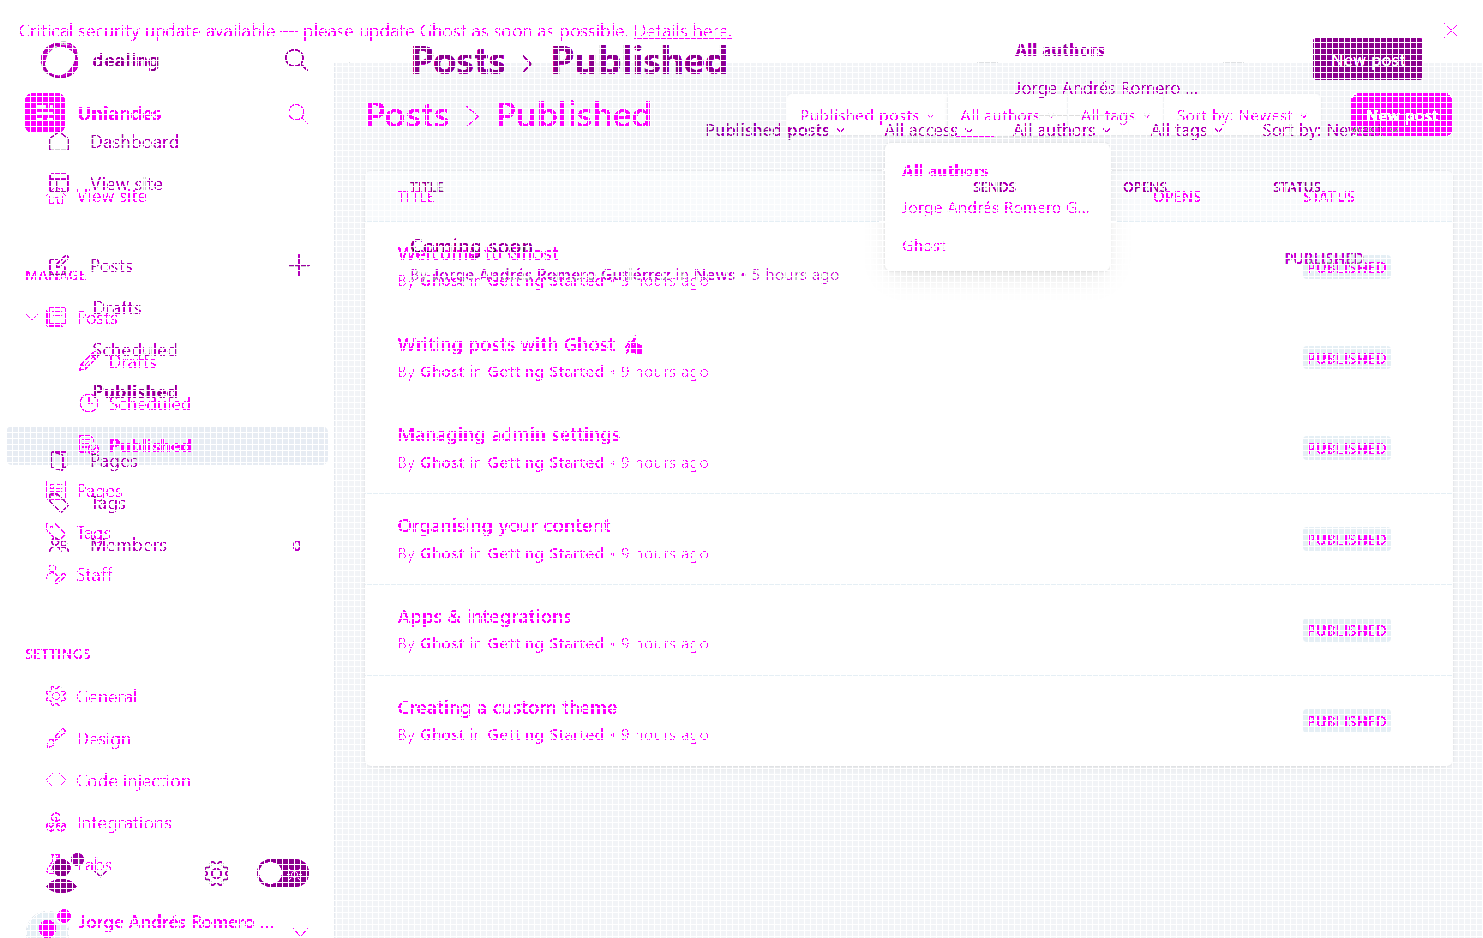 Critical security update available — please update Ghost as soon as possible. Details here.
dealing
Posts › Published
All authors
New post
Jorge Andrés Romero ...
Uniandes
Posts > Published
Published posts
All authors
All tags
Sort by: Newest
New post
Published posts
All access
All authors
All tags
Sort by: Newe
Dashboard
View site
View site
All authors
Jorge Andrés Romero G...
Ghost
TITLE
SENDS
OPENS
STATUS
TITLE
OPENS
STATUS
Coming soon
By Jorge Andrés Romero Gutiérrez in News • 5 hours ago
PUBLISHED
Welcome to Ghost
By Ghost in Getting Started • 9 hours ago
PUBLISHED
Writing posts with Ghost
By Ghost in Getting Started • 9 hours ago
PUBLISHED
Managing admin settings
By Ghost in Getting Started • 9 hours ago
PUBLISHED
Organising your content
By Ghost in Getting Started • 9 hours ago
PUBLISHED
Apps & integrations
By Ghost in Getting Started • 9 hours ago
PUBLISHED
Creating a custom theme
By Ghost in Getting Started • 9 hours ago
PUBLISHED
Posts
MANAGE
Drafts
Posts
Scheduled
Drafts
Published
Scheduled
Published
Pages
Pages
Tags
Tags
Members
0
Staff
SETTINGS
General
Design
Code injection
Integrations
Labs
Jorge Andrés Romero ...